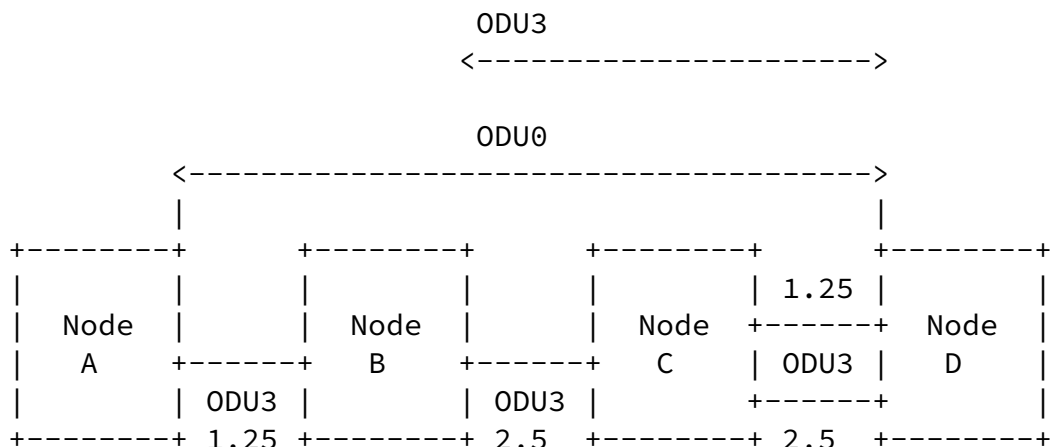 ODU3
<---------------------->
ODU0
<-------------------------------------->
| |
+---------+ +---------+ +---------+ +---------+
| | | | | | 1.25 | |
| Node | | Node | | Node +------+ Node |
| A +------+ B +------+ C | ODU3 | D |
| | ODU3 | | ODU3 | +------+ |
+---------+ 1.25 +---------+ 2.5 +---------+ 2.5 +---------+